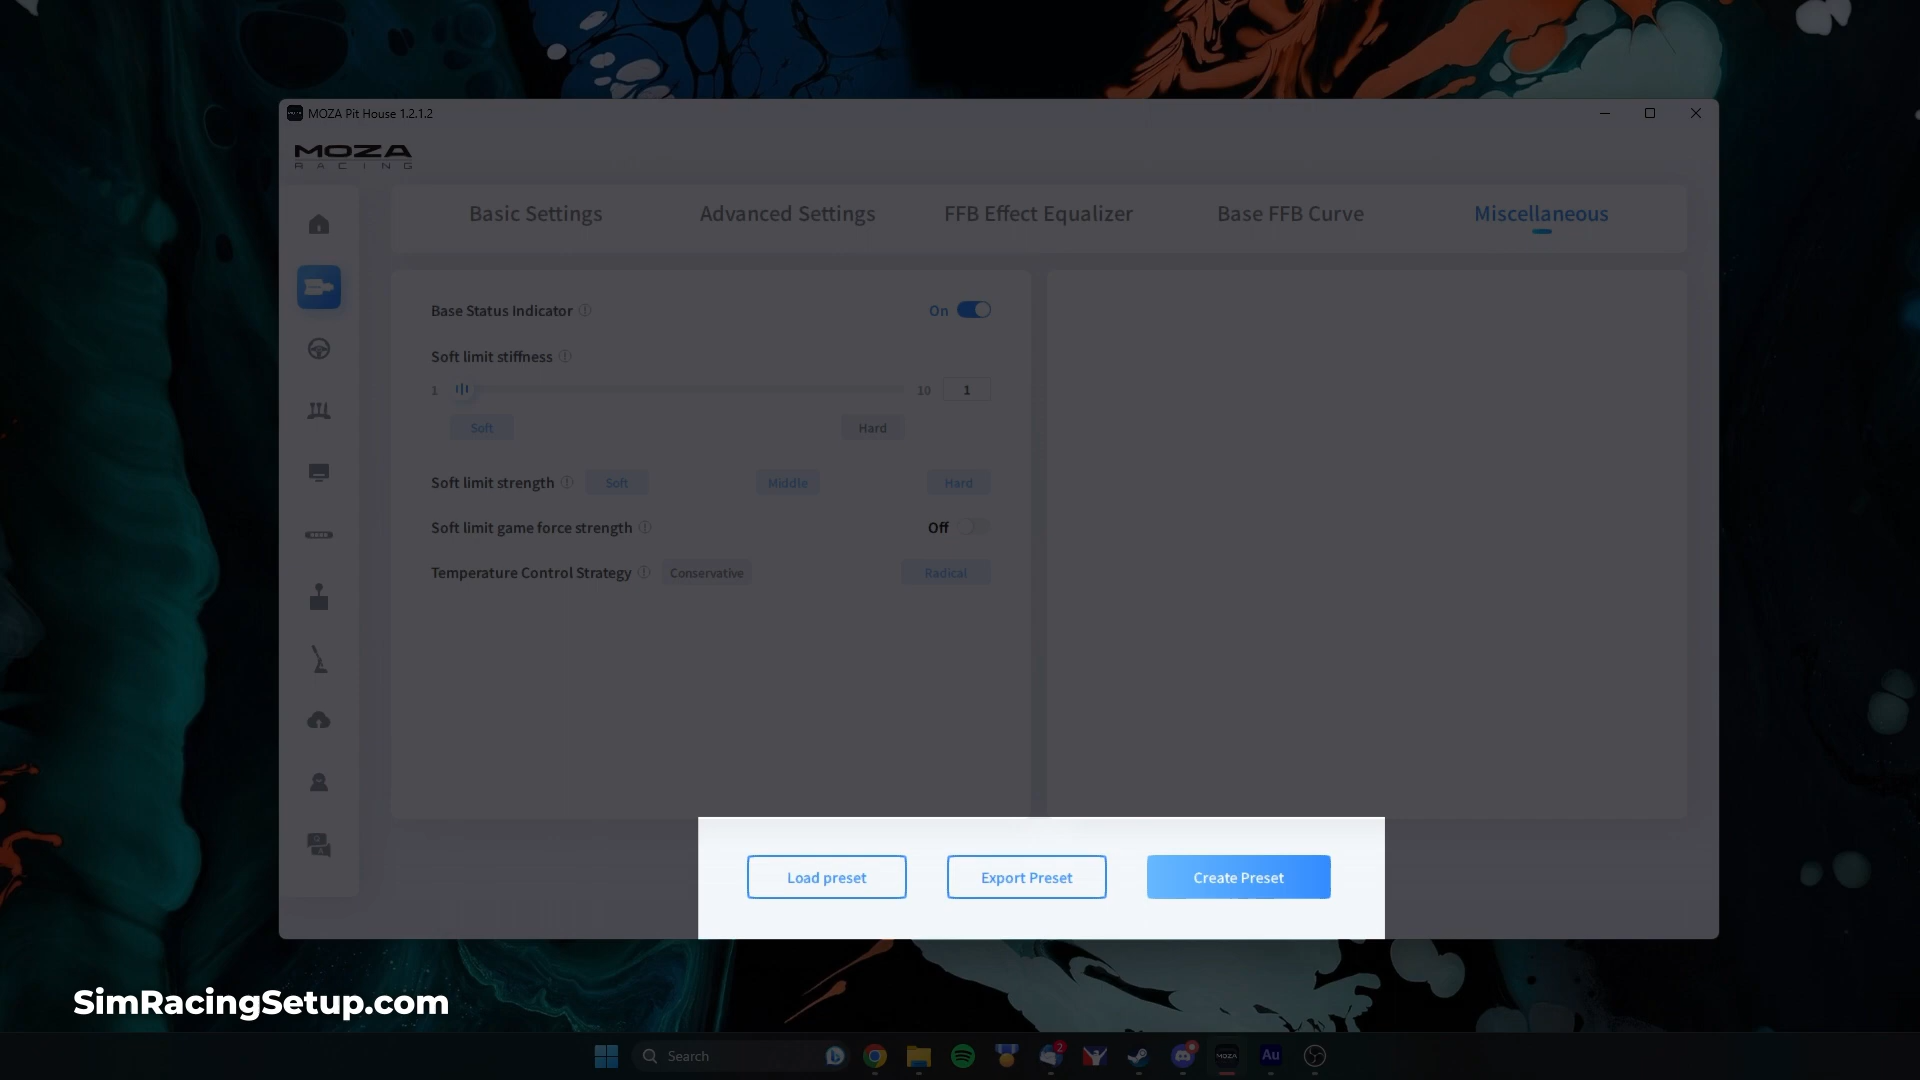 MOZA Pit House 1.2.1.2
MOZA
RACING
Basic Settings
Advanced Settings
FFB Effect Equalizer
Base FFB Curve
Miscellaneous
Base Status Indicator
On
Soft limit stiffness
1
10
1
Soft
Hard
Soft limit strength
Soft
Middle
Hard
Soft limit game force strength
Off
Temperature Control Strategy
Conservative
Radical
Load preset
Export Preset
Create Preset
SimRacingSetup.com
Search
2
MOZA
Au